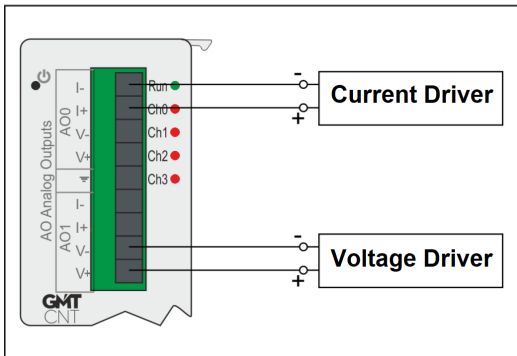 I-
Run
-
Current Driver
I+
Ch0
+
AO0
V-
Ch1
V+
Ch2
Ch3
AO Analog Outputs
I-
I+
AO1
V-
-
Voltage Driver
V+
+
GMT
CNT